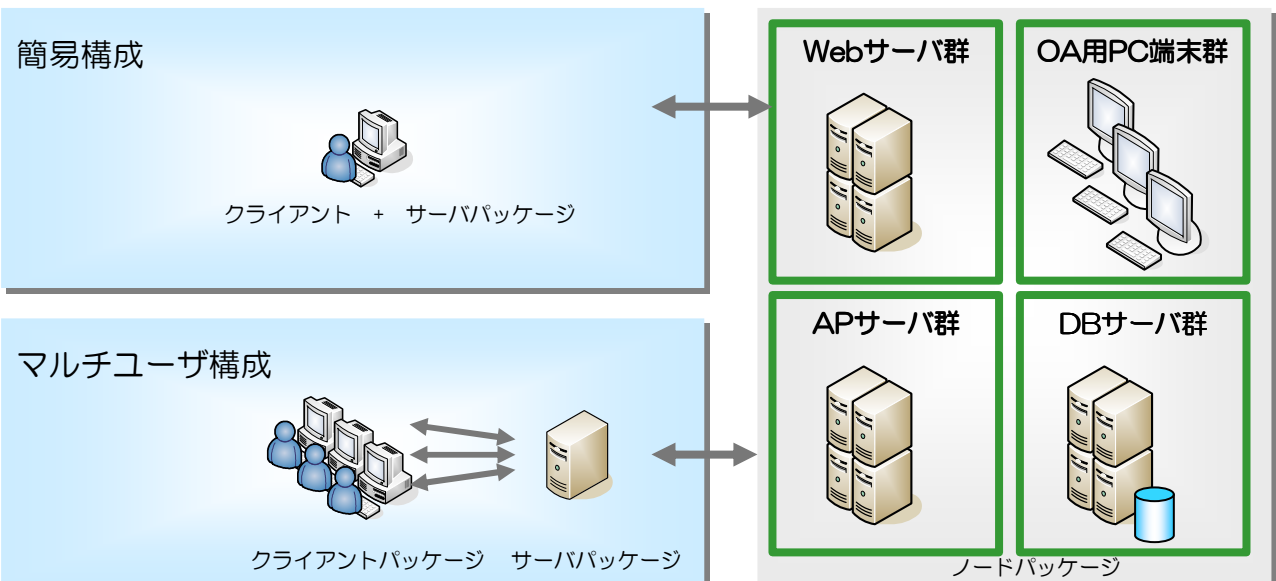 簡易構成
クライアント + サーバパッケージ
マルチユーザ構成
クライアントパッケージ サーバパッケージ
Webサーバ群
OA用PC端末群
APサーバ群
DBサーバ群
ノードパッケージ